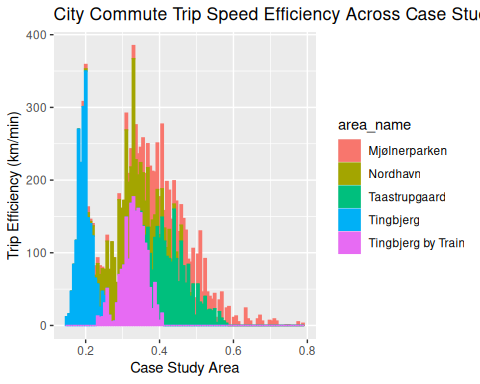 City Commute Trip Speed Efficiency Across Case Stu
400
300
200
100
0
Trip Efficiency (km/min)
0.2 0.4 0.6 0.8
Case Study Area
area_name
Mjølnerparken
Nordhavn
Taastrupgaard
Tingbjerg
Tingbjerg by Train